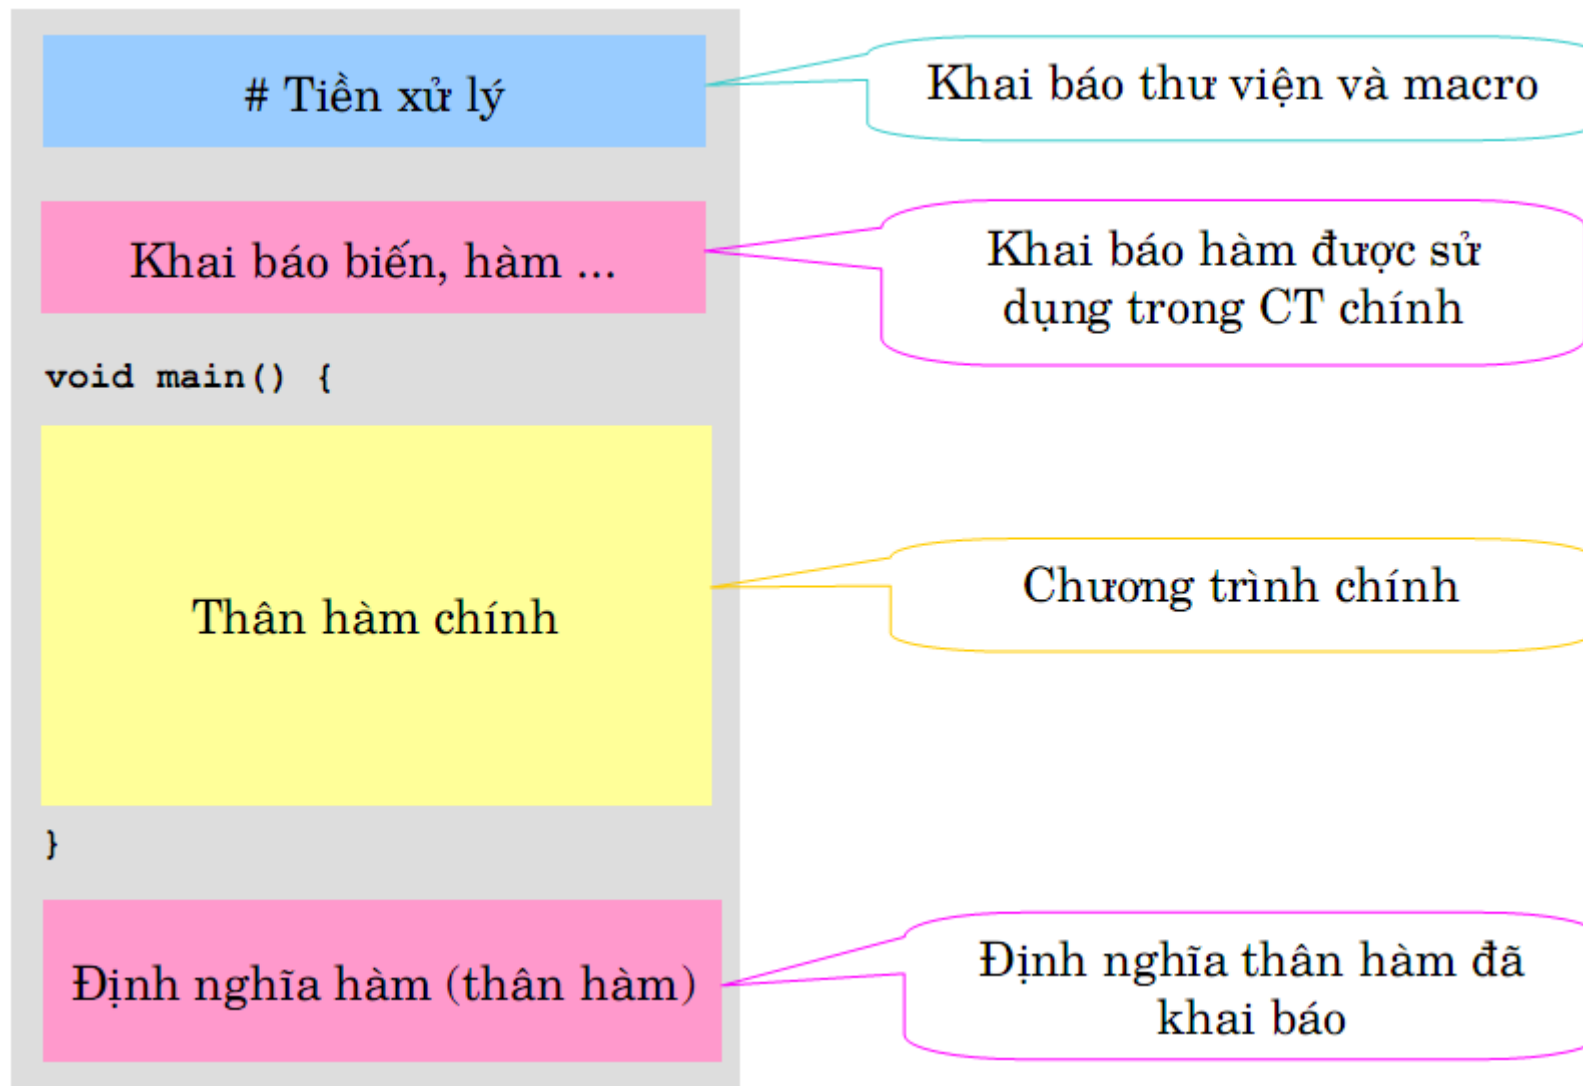 # Tiền xử lý
Khai báo thư viện và macro
Khai báo biến, hàm ...
Khai báo hàm được sử
dụng trong CT chính
void main() {
Thân hàm chính
Chương trình chính
}
Định nghĩa hàm (thân hàm)
Định nghĩa thân hàm đã
khai báo